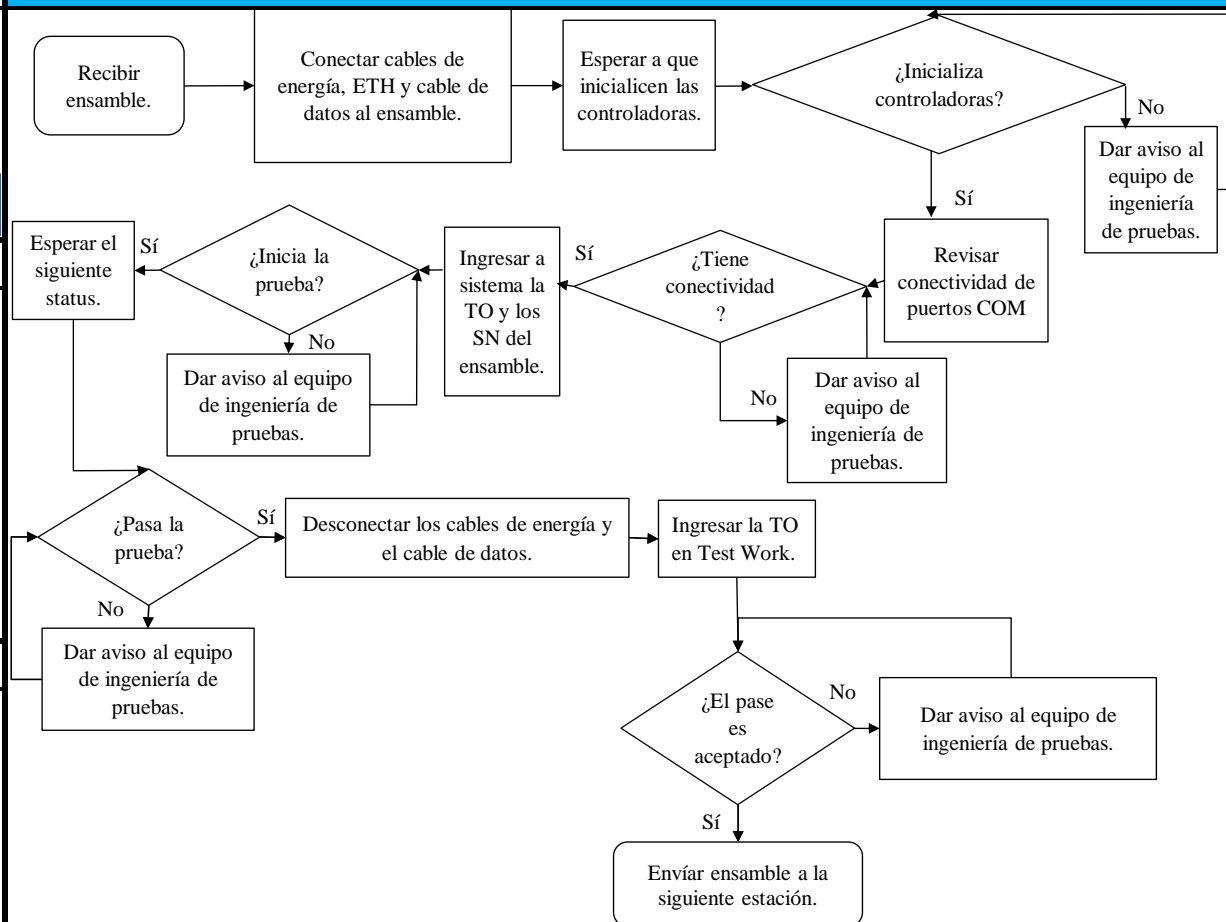 Recibir
ensamble.
Conectar cables de
energía, ETH y cable de
datos al ensamble.
Esperar a que
inicialicen las
controladoras.
¿Inicializa
controladoras?
No
Dar aviso al
equipo de
ingeniería
de pruebas.
Sí
Revisar
conectividad de
puertos COM
¿Tiene
conectividad
?
No
Dar aviso al
equipo de
ingeniería de
pruebas.
Sí
Ingresar a
sistema la
TO y los
SN del
ensamble.
¿Inicia la
prueba?
No
Dar aviso al equipo
de ingeniería de
pruebas.
Sí
Esperar el
siguiente
status.
¿Pasa la
prueba?
No
Dar aviso al equipo
de ingeniería de
pruebas.
Sí
Desconectar los cables de energía y
el cable de datos.
Ingresar la TO
en Test Work.
¿El pase
es
aceptado?
No
Dar aviso al equipo de
ingeniería de pruebas.
Sí
Envíar ensamble a la
siguiente estación.